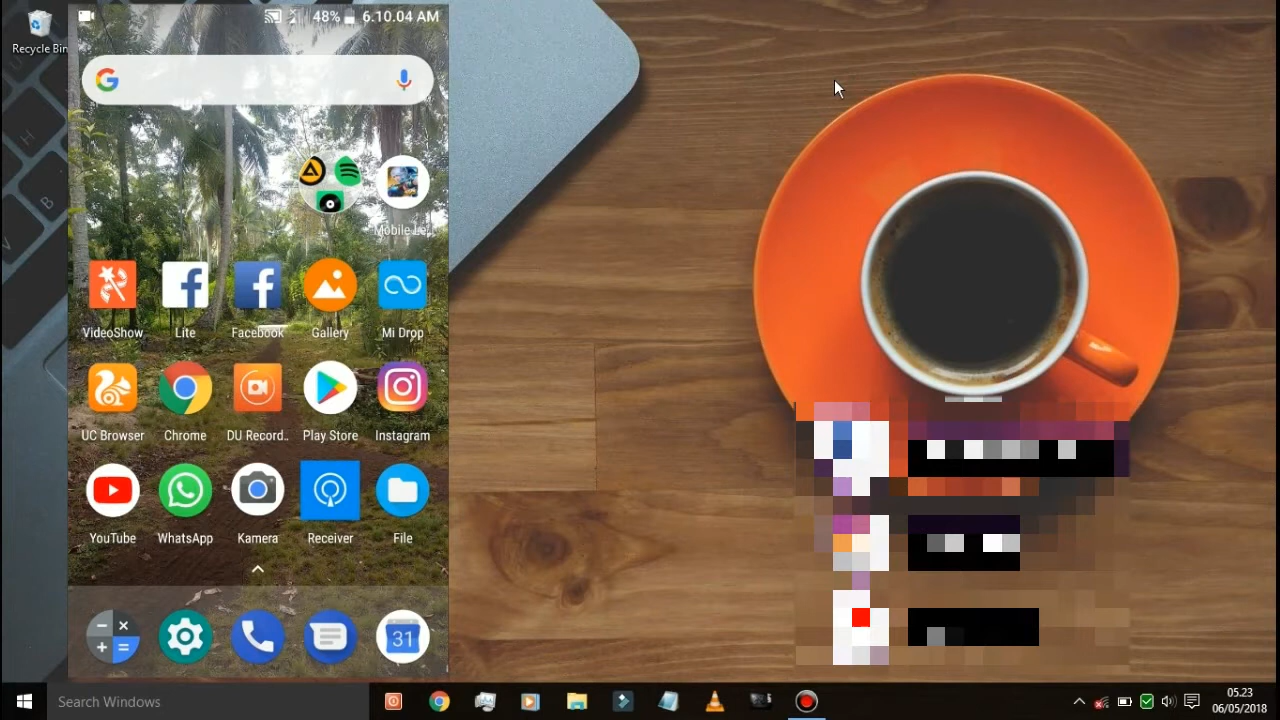 Recycle Bin
48% 6.10.04 AM
Mobile Le..
VideoShow Lite Facebook Gallery Mi Drop
UC Browser Chrome DU Record.. Play Store Instagram
YouTube WhatsApp Kamera Receiver File
31
Search Windows
05.23
06/05/2018